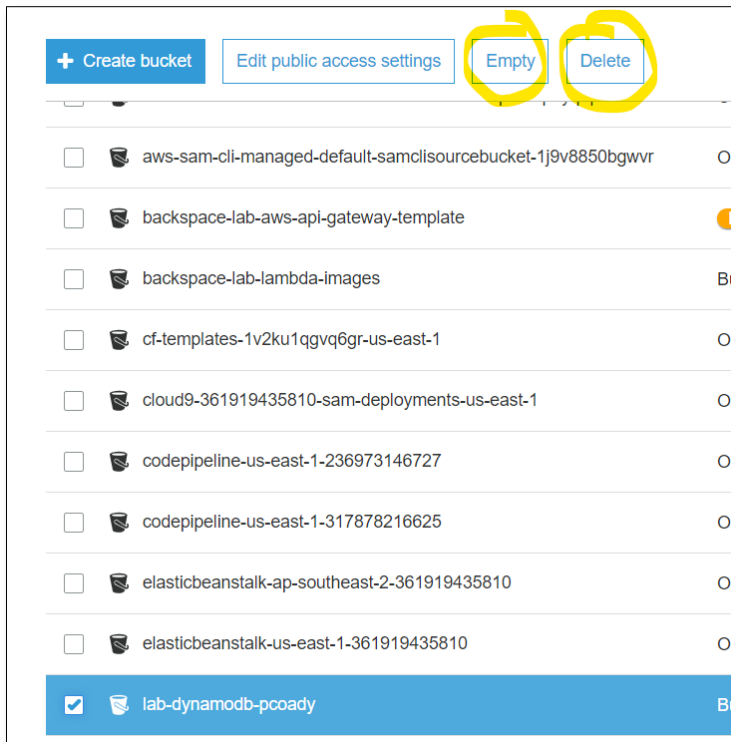 + Create bucket Edit public access settings Empty Delete
aws-sam-cli-managed-default-samclisourcebucket-1j9v8850bgwvr O
backspace-lab-aws-api-gateway-template
backspace-lab-lambda-images
cf-templates-1v2ku1qgvq6gr-us-east-1 O
cloud9-361919435810-sam-deployments-us-east-1 O
codepipeline-us-east-1-236973146727 O
codepipeline-us-east-1-317878216625 O
elasticbeanstalk-ap-southeast-2-361919435810 O
elasticbeanstalk-us-east-1-361919435810 O
lab-dynamodb-pcoady